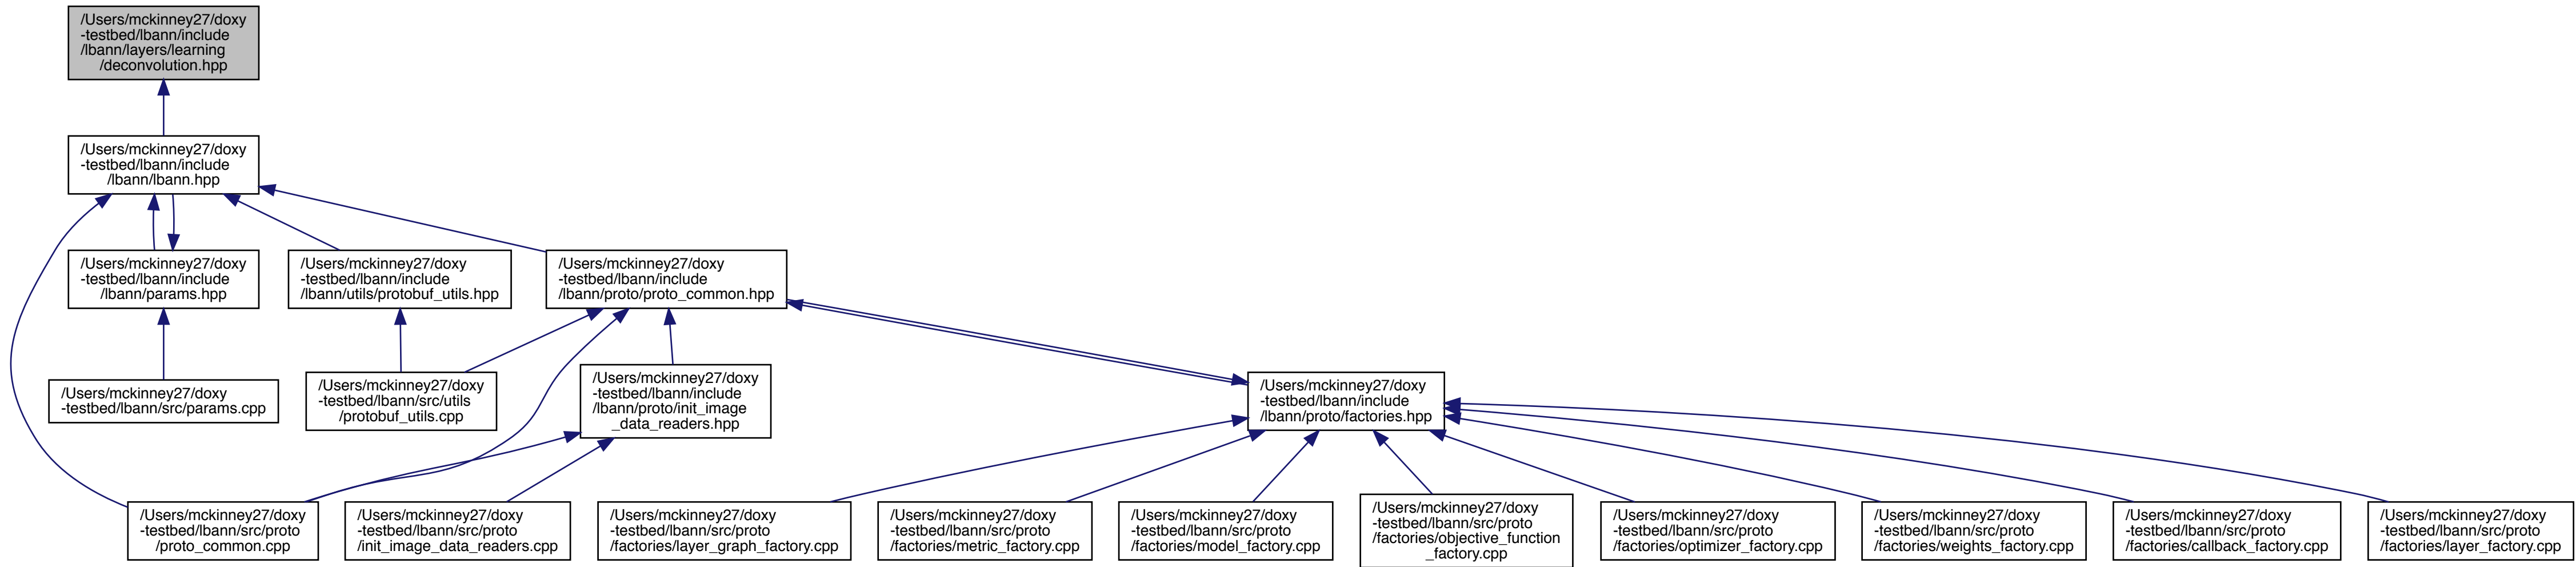 /Users/mckinney27/doxy
-testbed/lbann/include
/lbann/layers/learning
/deconvolution.hpp
/Users/mckinney27/doxy
-testbed/lbann/include
/lbann/lbann.hpp
/Users/mckinney27/doxy
-testbed/lbann/include
/lbann/params.hpp
/Users/mckinney27/doxy
-testbed/lbann/include
/lbann/utils/protobuf_utils.hpp
/Users/mckinney27/doxy
-testbed/lbann/include
/lbann/proto/proto_common.hpp
/Users/mckinney27/doxy
-testbed/lbann/src/params.cpp
/Users/mckinney27/doxy
-testbed/lbann/src/utils
/protobuf_utils.cpp
/Users/mckinney27/doxy
-testbed/lbann/include
/lbann/proto/init_image
_data_readers.hpp
/Users/mckinney27/doxy
-testbed/lbann/include
/lbann/proto/factories.hpp
/Users/mckinney27/doxy
-testbed/lbann/src/proto
/proto_common.cpp
/Users/mckinney27/doxy
-testbed/lbann/src/proto
/init_image_data_readers.cpp
/Users/mckinney27/doxy
-testbed/lbann/src/proto
/factories/layer_graph_factory.cpp
/Users/mckinney27/doxy
-testbed/lbann/src/proto
/factories/metric_factory.cpp
/Users/mckinney27/doxy
-testbed/lbann/src/proto
/factories/model_factory.cpp
/Users/mckinney27/doxy
-testbed/lbann/src/proto
/factories/objective_function
_factory.cpp
/Users/mckinney27/doxy
-testbed/lbann/src/proto
/factories/optimizer_factory.cpp
/Users/mckinney27/doxy
-testbed/lbann/src/proto
/factories/weights_factory.cpp
/Users/mckinney27/doxy
-testbed/lbann/src/proto
/factories/callback_factory.cpp
/Users/mckinney27/doxy
-testbed/lbann/src/proto
/factories/layer_factory.cpp